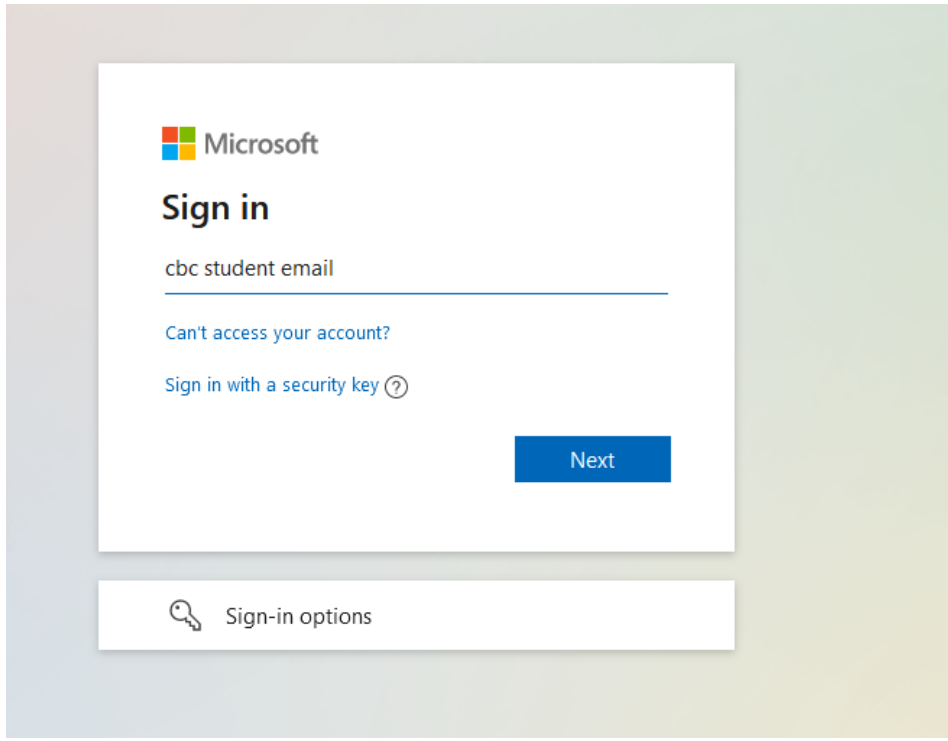 Microsoft
Sign in
cbc student email
Can't access your account?
Sign in with a security key ?
Next
Sign-in options